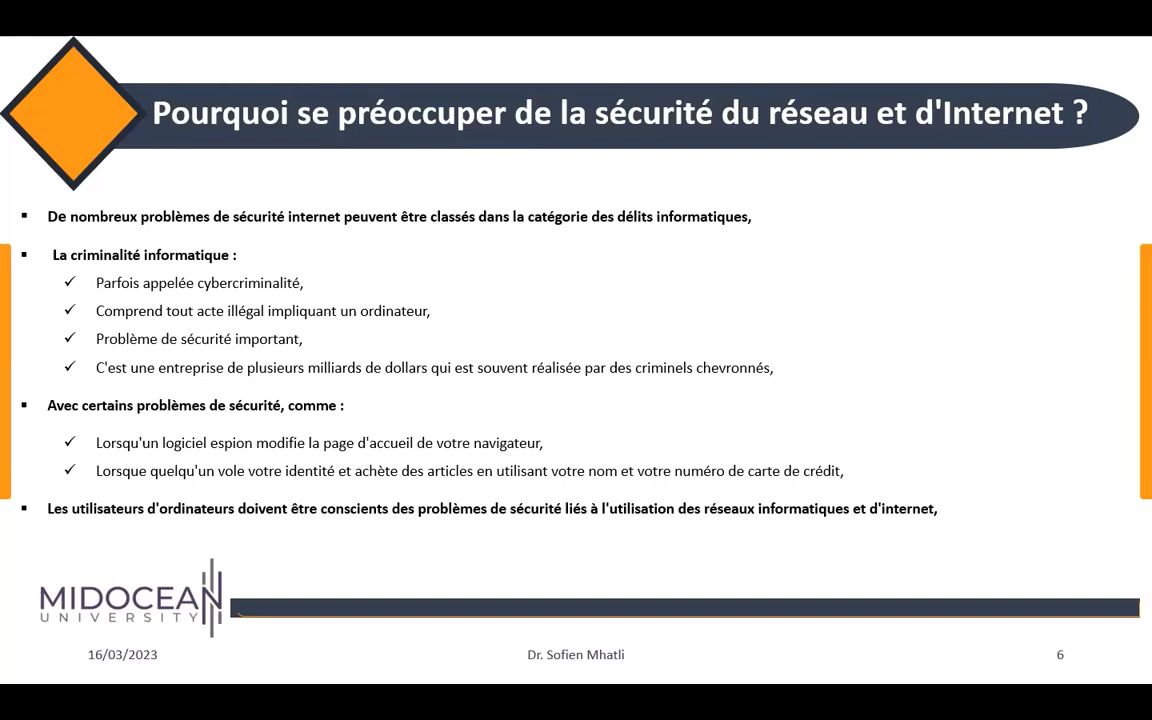 Pourquoi se préoccuper de la sécurité du réseau et d'Internet ?
▪ De nombreux problèmes de sécurité internet peuvent être classés dans la catégorie des délits informatiques,
▪ La criminalité informatique :
✓ Parfois appelée cybercriminalité,
✓ Comprend tout acte illégal impliquant un ordinateur,
✓ Problème de sécurité important,
✓ C'est une entreprise de plusieurs milliards de dollars qui est souvent réalisée par des criminels chevronnés,
▪ Avec certains problèmes de sécurité, comme :
✓ Lorsqu'un logiciel espion modifie la page d'accueil de votre navigateur,
✓ Lorsque quelqu'un vole votre identité et achète des articles en utilisant votre nom et votre numéro de carte de crédit,
▪ Les utilisateurs d'ordinateurs doivent être conscients des problèmes de sécurité liés à l'utilisation des réseaux informatiques et d'internet,
MIDOCEAN
UNIVERSITY
16/03/2023 Dr. Sofien Mhatli 6